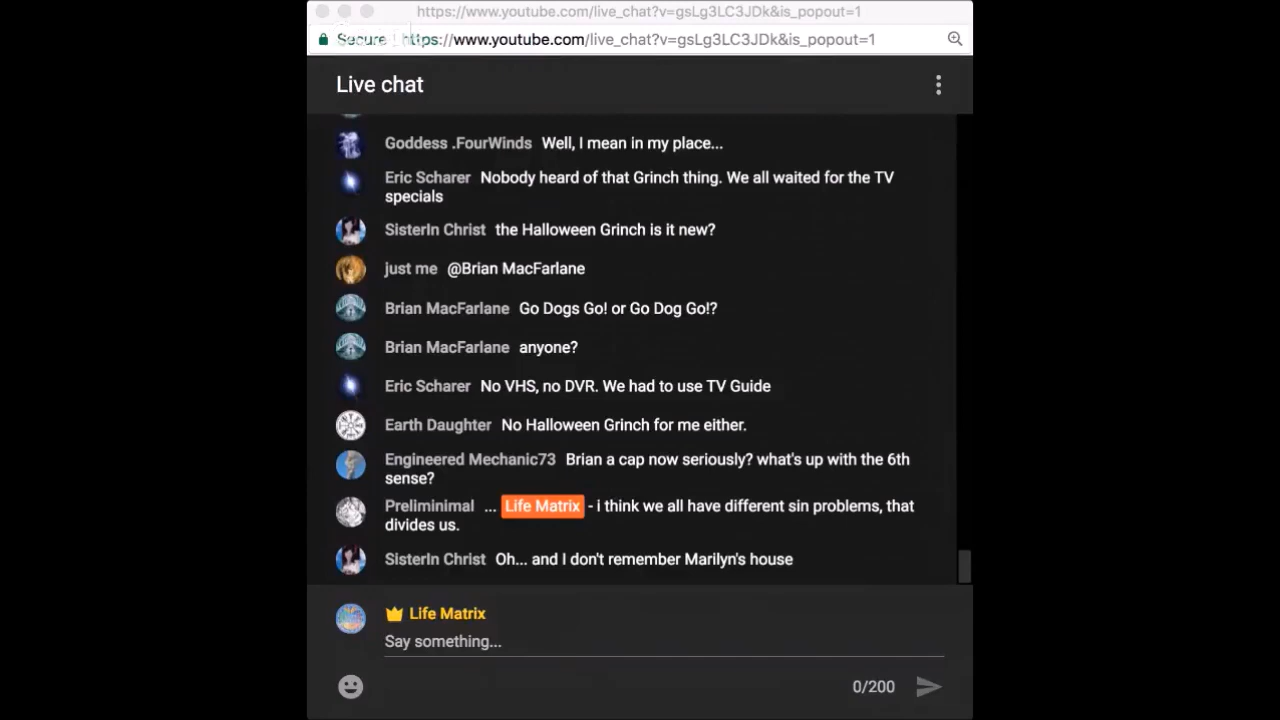 https://www.youtube.com/live_chat?v=gsLg3LC3JDk&is_popout=1
Secure https://www.youtube.com/live_chat?v=gsLg3LC3JDk&is_popout=1
Live chat
Goddess .FourWinds Well, I mean in my place...
Eric Scharer Nobody heard of that Grinch thing. We all waited for the TV
specials
SisterIn Christ the Halloween Grinch is it new?
just me @Brian MacFarlane
Brian MacFarlane Go Dogs Go! or Go Dog Go!?
Brian MacFarlane anyone?
Eric Scharer No VHS, no DVR. We had to use TV Guide
Earth Daughter No Halloween Grinch for me either.
Engineered Mechanic73 Brian a cap now seriously? what's up with the 6th
sense?
Preliminimal ... Life Matrix - i think we all have different sin problems, that
divides us.
SisterIn Christ Oh... and I don't remember Marilyn's house
Life Matrix
Say something...
0/200